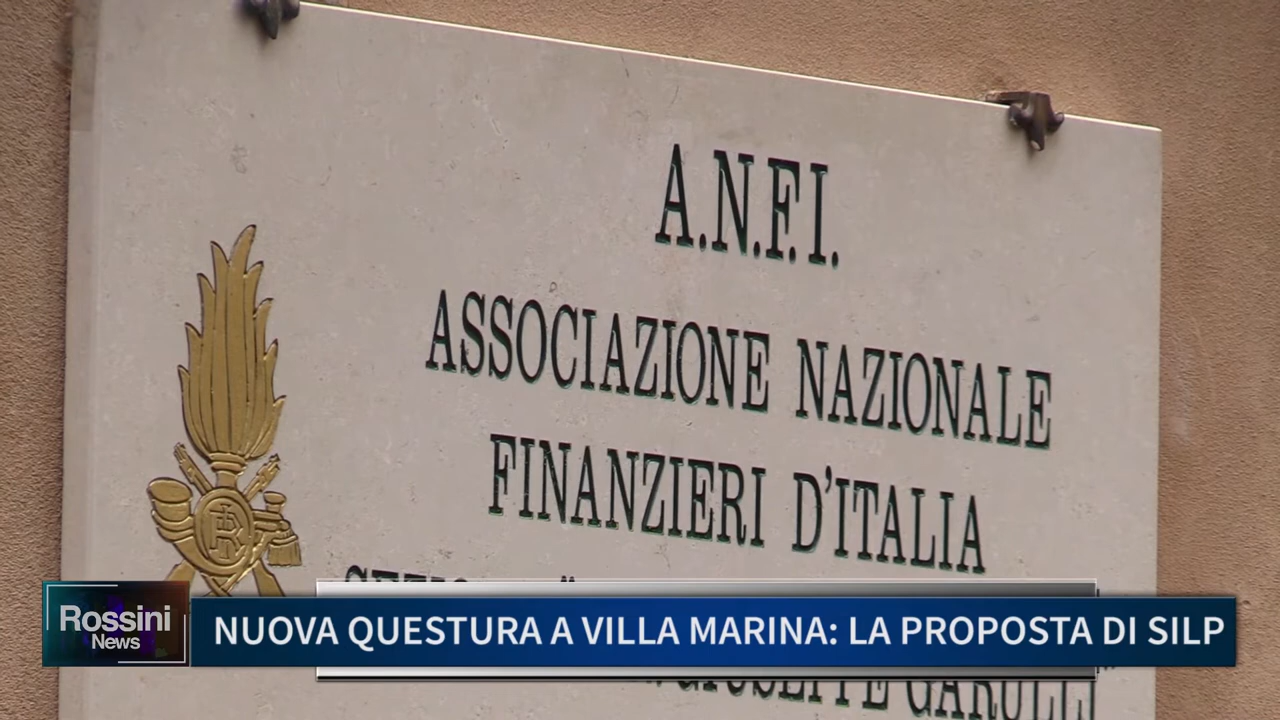 A.N.F.I.
ASSOCIAZIONE NAZIONALE
FINANZIERI D'ITALIA
Rossini
News
NUOVA QUESTURA A VILLA MARINA: LA PROPOSTA DI SILP